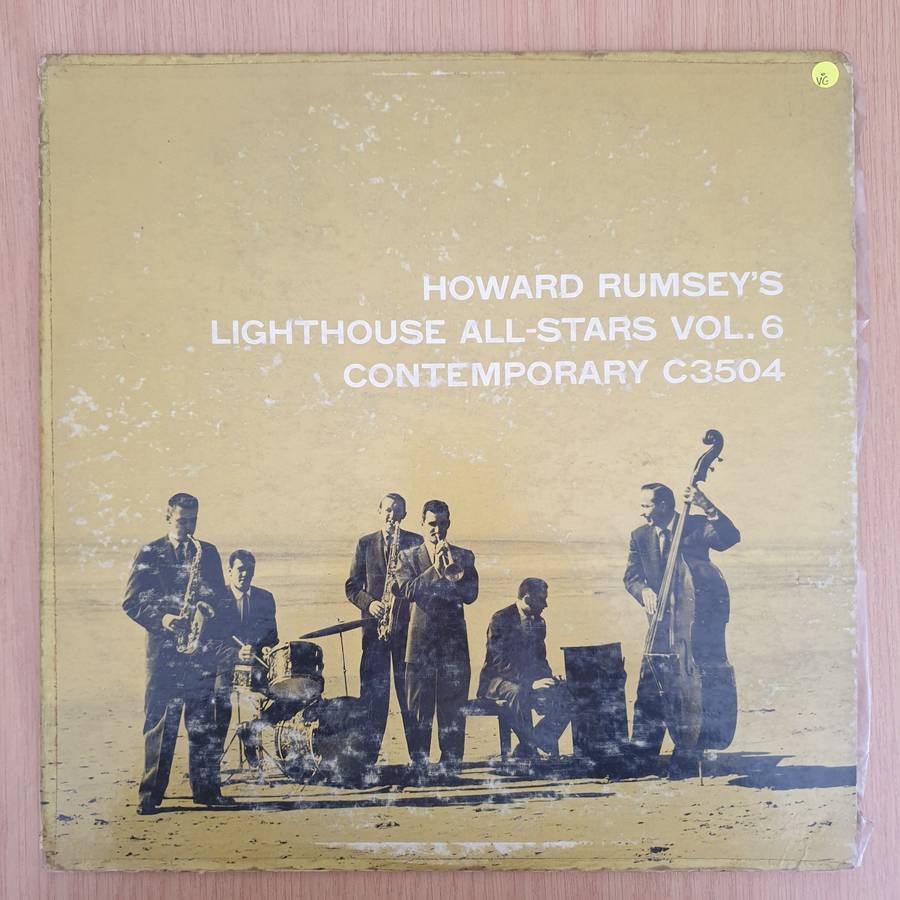 VG
HOWARD RUMSEY'S
LIGHTHOUSE ALL-STARS VOL. 6
CONTEMPORARY C3504